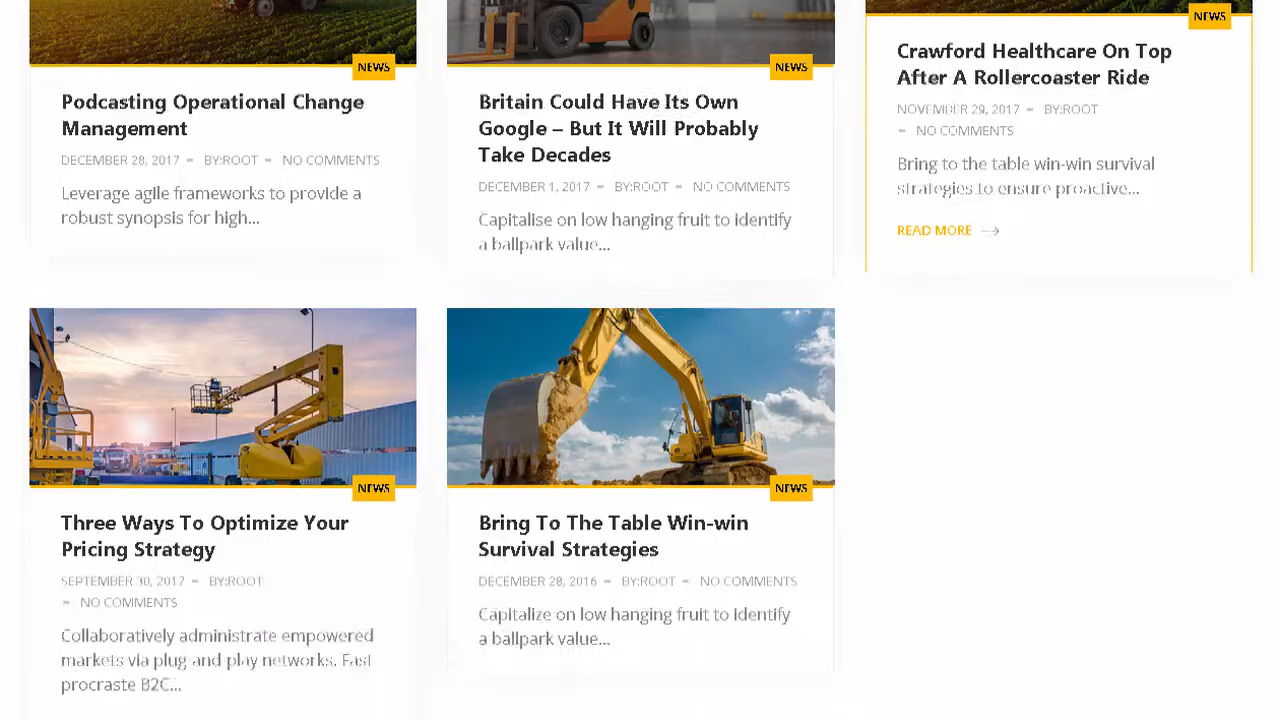 NEWS
Podcasting Operational Change
Management
DECEMBER 28, 2017 – BY:ROOT – NO COMMENTS
Leverage agile frameworks to provide a
robust synopsis for high...
NEWS
Britain Could Have Its Own
Google – But It Will Probably
Take Decades
DECEMBER 1, 2017 – BY:ROOT – NO COMMENTS
Capitalise on low hanging fruit to identify
a ballpark value...
NEWS
Crawford Healthcare On Top
After A Rollercoaster Ride
NOVEMBER 29, 2017 – BY:ROOT
– NO COMMENTS
Bring to the table win-win survival
strategies to ensure proactive...
READ MORE
NEWS
Three Ways To Optimize Your
Pricing Strategy
SEPTEMBER 30, 2017 – BY:ROOT
– NO COMMENTS
Collaboratively administrate empowered
markets via plug and play networks. Fast
procraste B2C...
NEWS
Bring To The Table Win-win
Survival Strategies
DECEMBER 28, 2016 – BY:ROOT – NO COMMENTS
Capitalize on low hanging fruit to identify
a ballpark value...